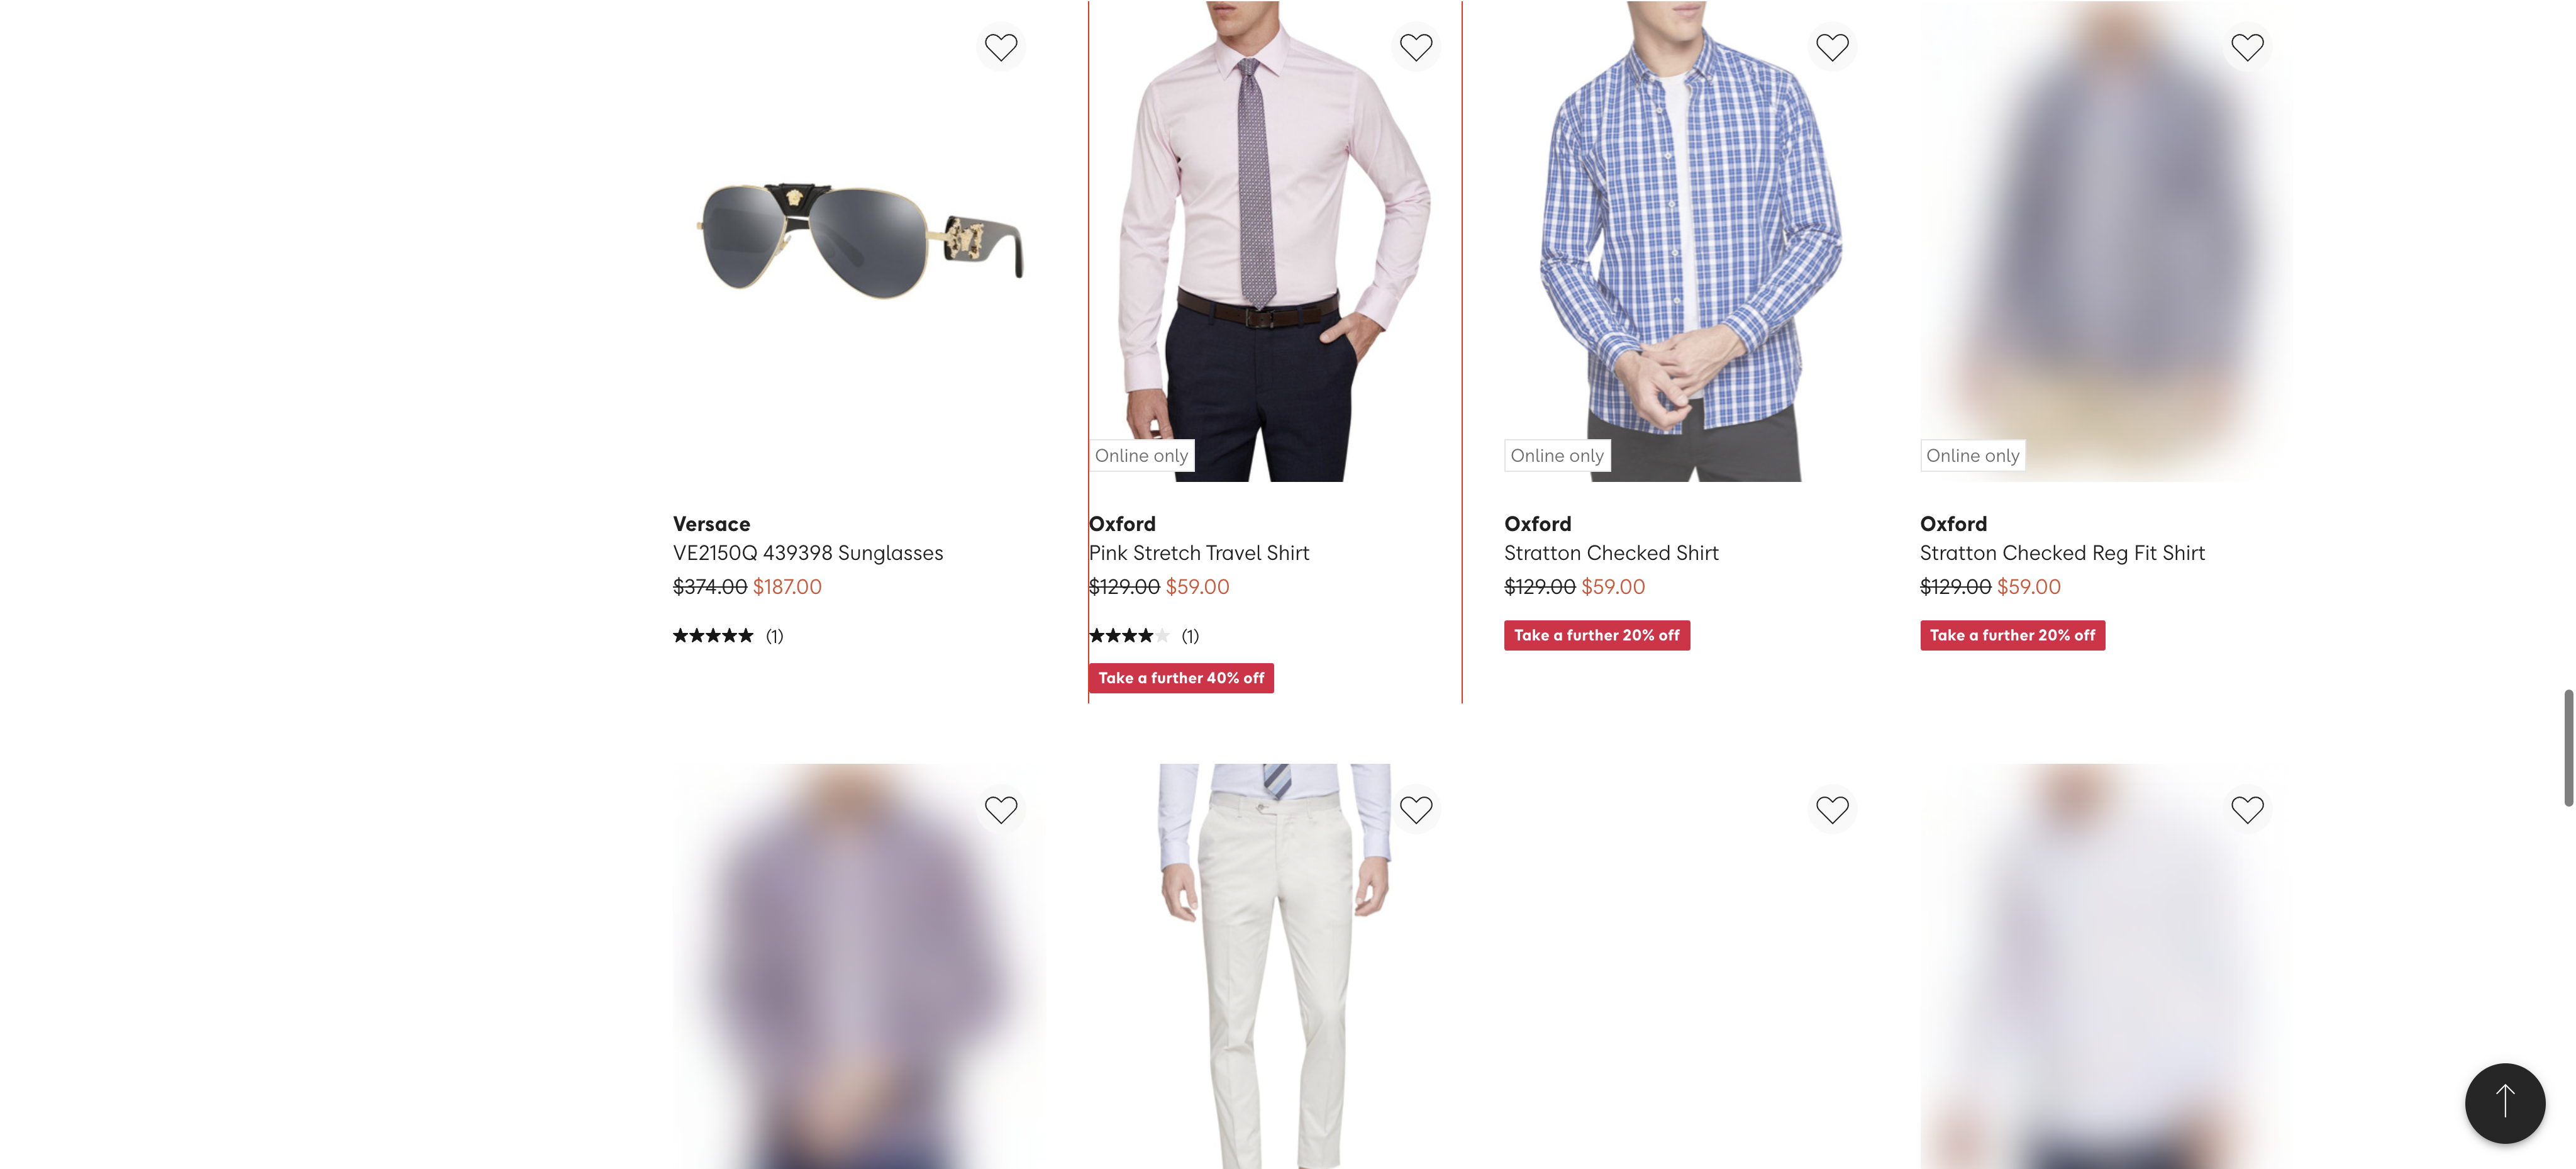 Online only
Online only
Online only
Versace
VE2150Q 439398 Sunglasses
$374.00 $187.00
(1)
Oxford
Pink Stretch Travel Shirt
$129.00 $59.00
(1)
Take a further 40% off
Oxford
Stratton Checked Shirt
$129.00 $59.00
Take a further 20% off
Oxford
Stratton Checked Reg Fit Shirt
$129.00 $59.00
Take a further 20% off